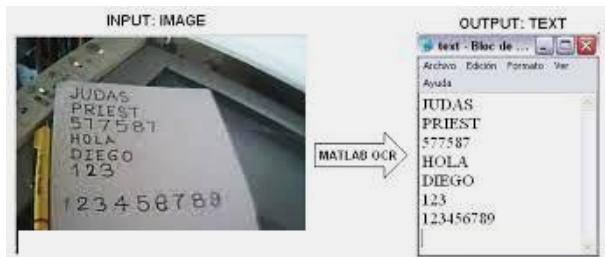 INPUT: IMAGE
JUDAS
PRIEST
577587
HOLA
DIEGO
123
123456789
MATLAB OCR
OUTPUT: TEXT
text - Bloc de ...
Archivo Edición Formato Ver
Ayuda
JUDAS
PRIEST
577587
HOLA
DIEGO
123
123456789